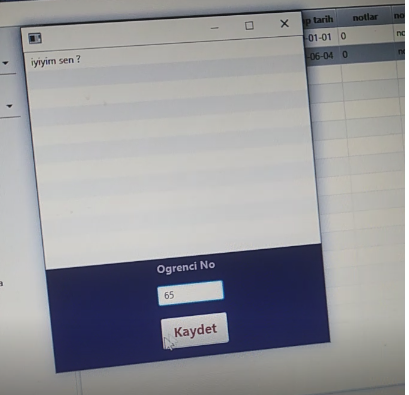 tarih notlar
-01-01 0
-06-04 0
iyiyim sen ?
Ogrenci No
65
Kaydet